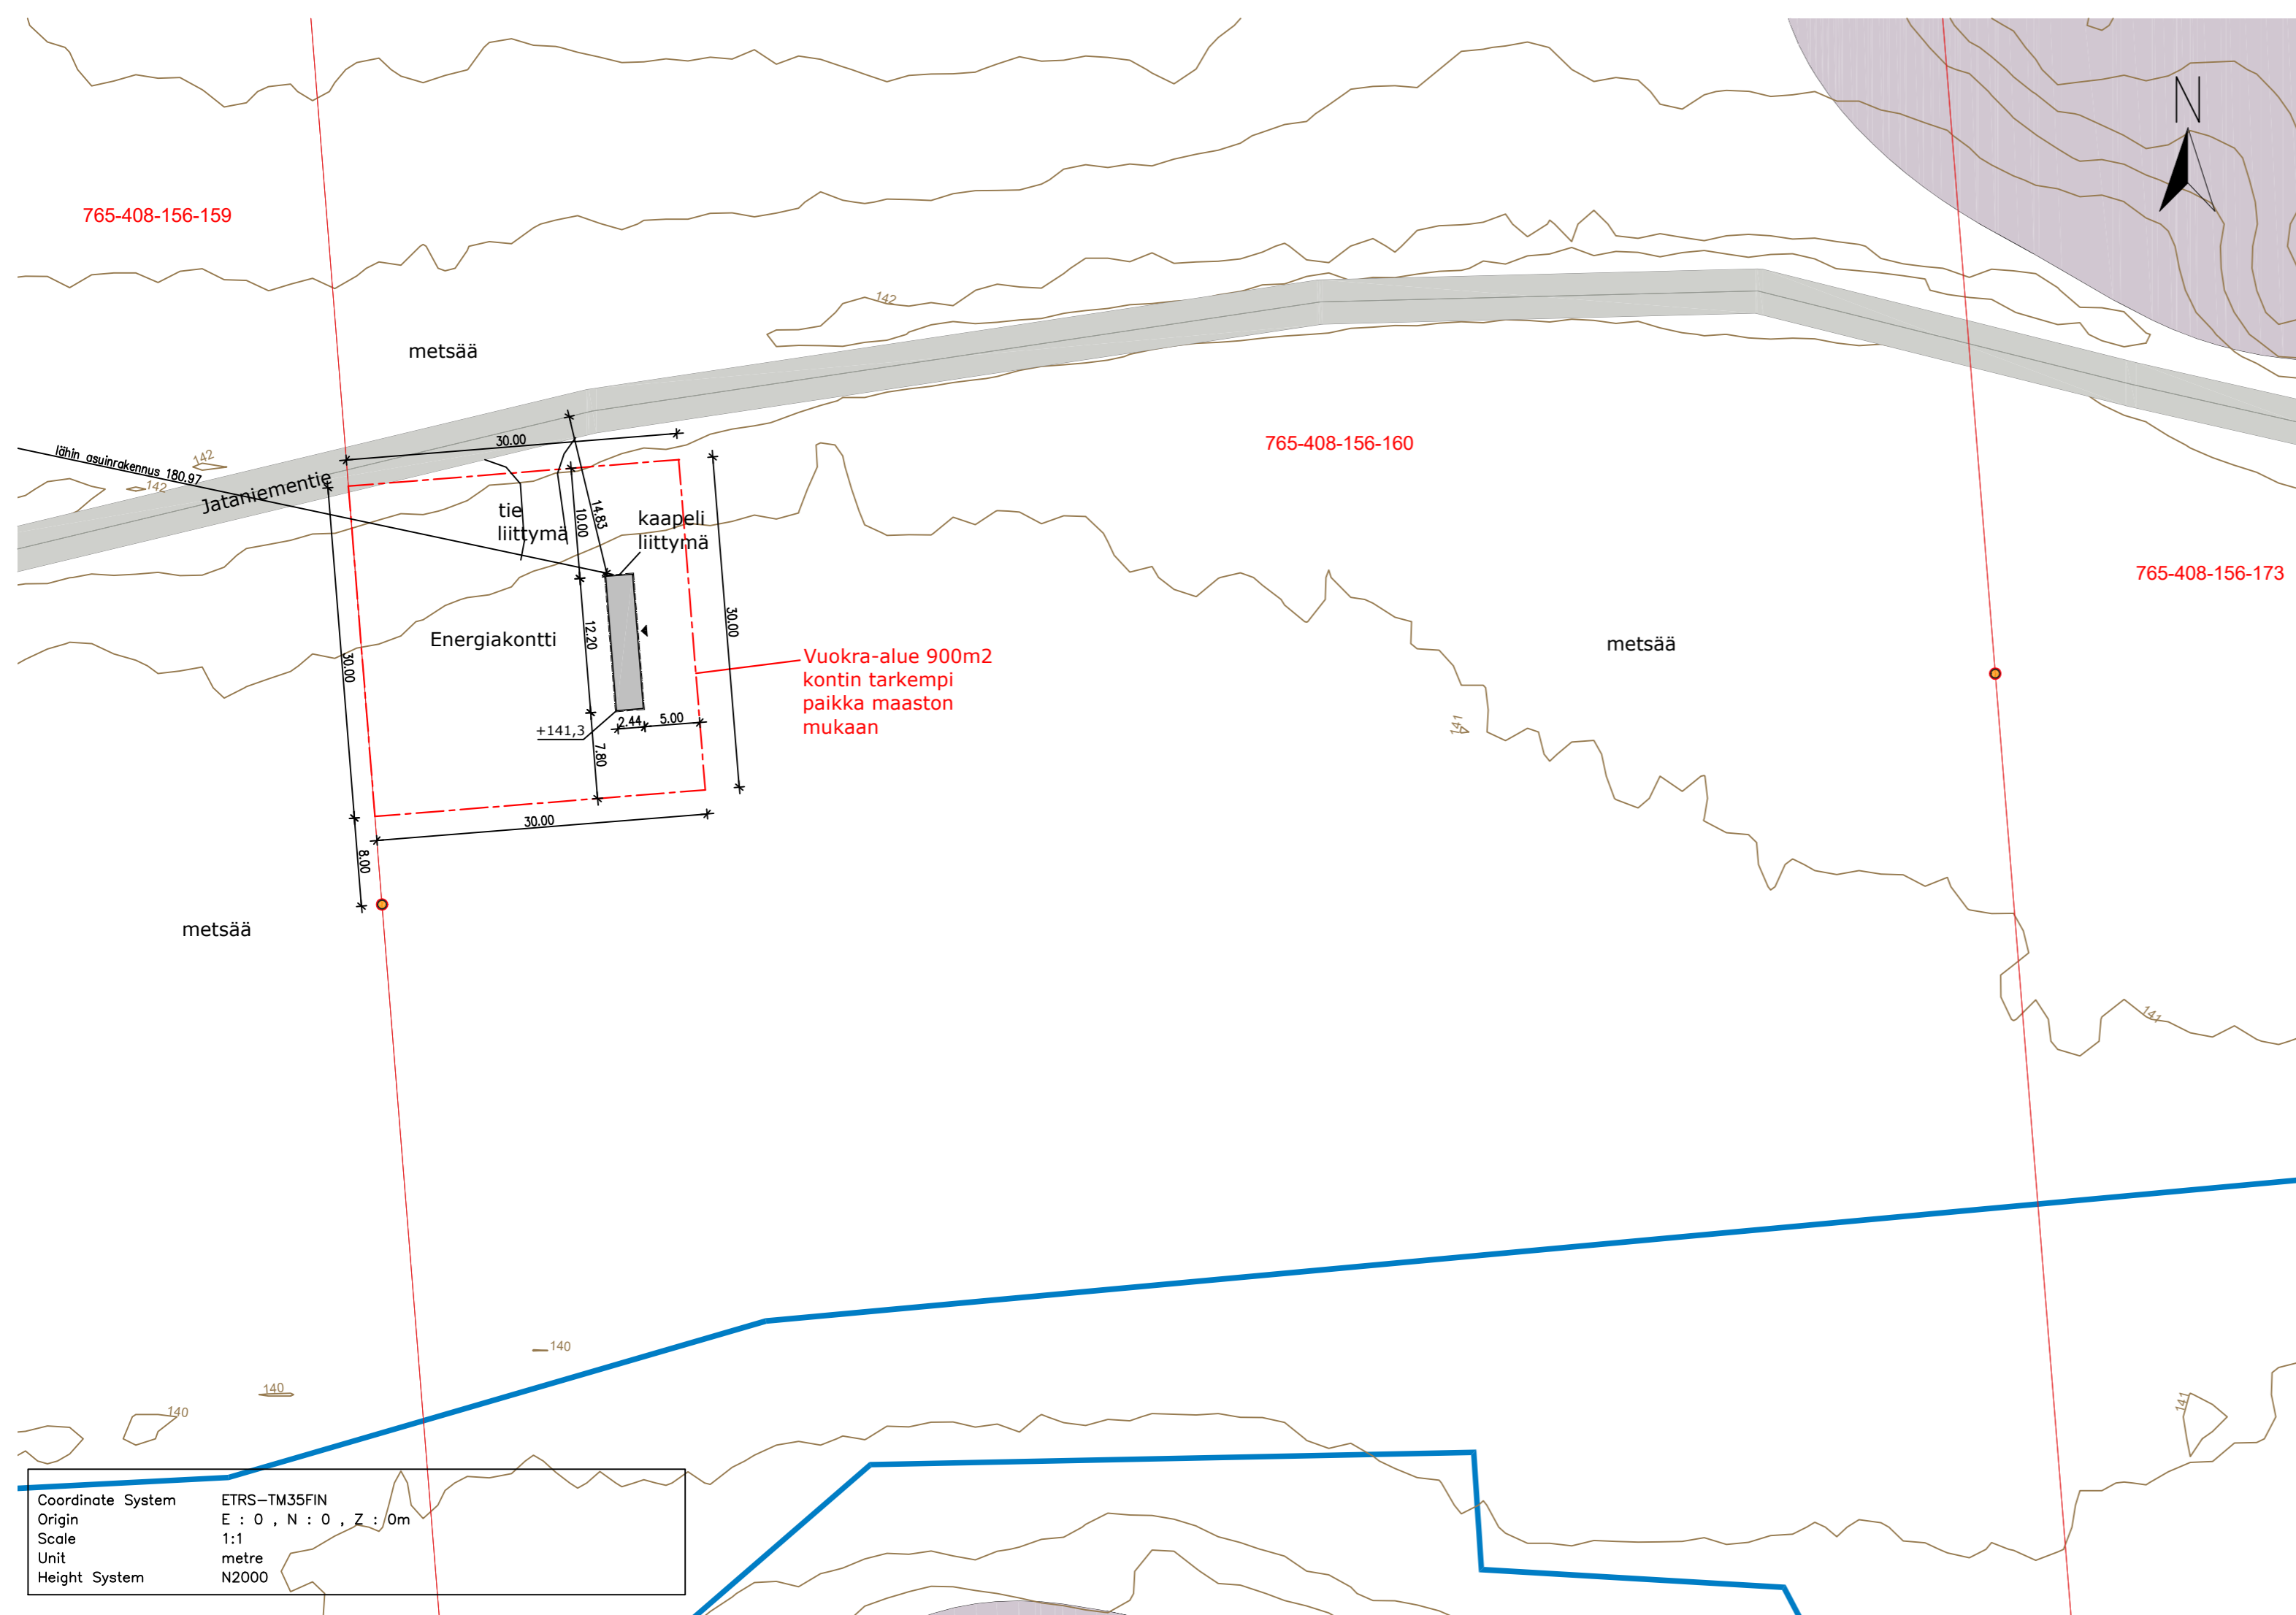 N
765-408-156-159
142
metsää
30.00
765-408-156-160
lähin asuinrakennus 180.97
142
142
Jataniementie
tie
liittymä
10.00
14.83
kaapeli
liittymä
765-408-156-173
Energiakontti
12.20
30.00
30.00
metsää
Vuokra-alue 900m2
kontin tarkempi
paikka maaston
mukaan
+141,3
2.44
5.00
7.80
141
30.00
8.00
metsää
141
140
140
140
141
Coordinate System ETRS-TM35FIN
Origin E : 0 , N : 0 , Z : 0m
Scale 1:1
Unit metre
Height System N2000